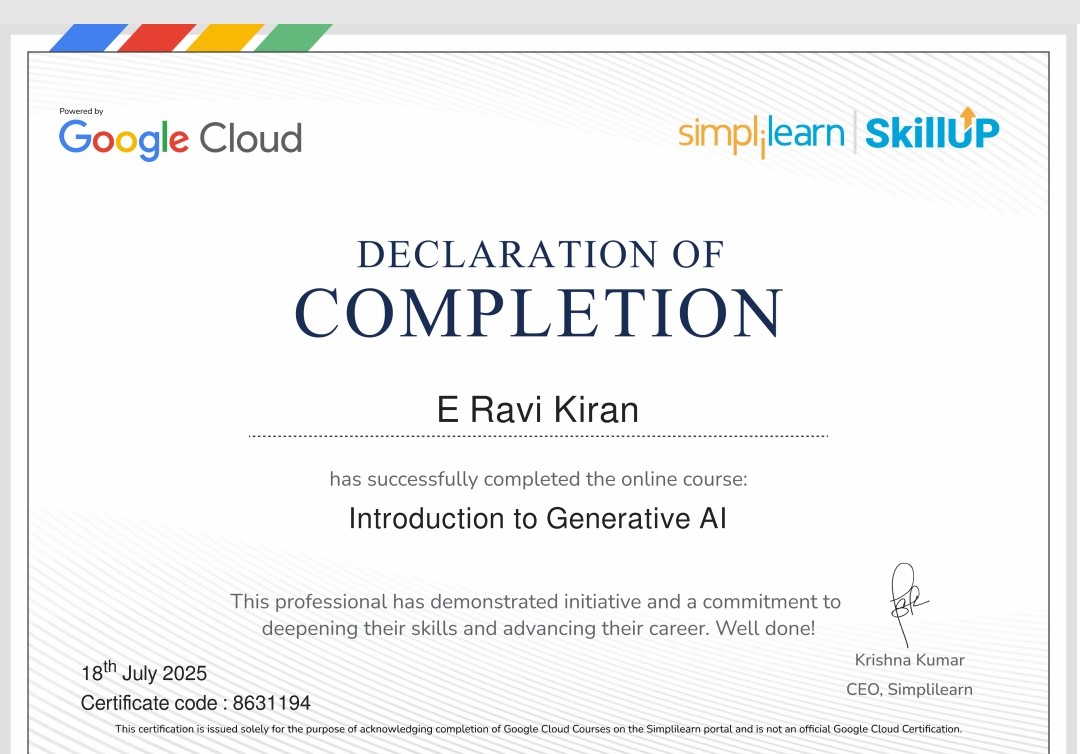 Powered by
Google Cloud
simplilearn | SkillUP
DECLARATION OF
COMPLETION
E Ravi Kiran
has successfully completed the online course:
Introduction to Generative AI
This professional has demonstrated initiative and a commitment to
deepening their skills and advancing their career. Well done!
Krishna Kumar
CEO, Simplilearn
18th July 2025
Certificate code : 8631194
This certification is issued solely for the purpose of acknowledging completion of Google Cloud Courses on the Simplilearn portal and is not an official Google Cloud Certification.